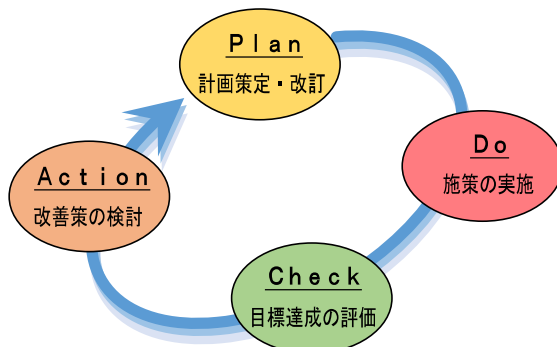 Ｐｌａｎ
計画策定・改訂
Ｄｏ
施策の実施
Ｃｈｅｃｋ
目標達成の評価
Ａｃｔｉｏｎ
改善策の検討